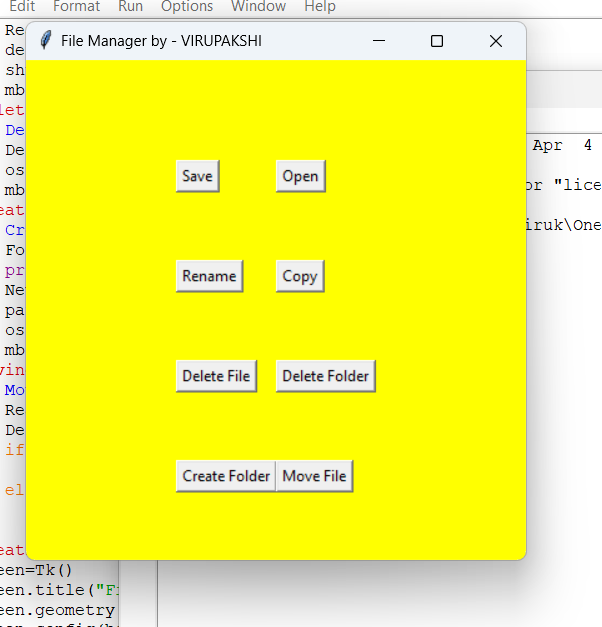 Edit Format Run Options Window Help
File Manager by - VIRUPAKSHI
Save Open
Rename Copy
Delete File Delete Folder
Create Folder Move File
Apr 4
or "lice
iruk\One
Re
de
sh
mb
let
De
De
os
mb
eat
Cr
Fo
pr
Ne
pa
os
mb
vin
Mo
Re
De
if
el
eat
een=Tk()
een.title("Fi
een.geometry